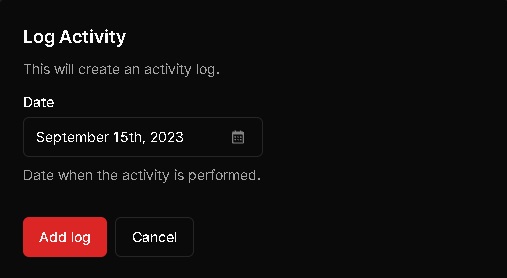 Log Activity
This will create an activity log.
Date
September 15th, 2023
Date when the activity is performed.
Add log
Cancel